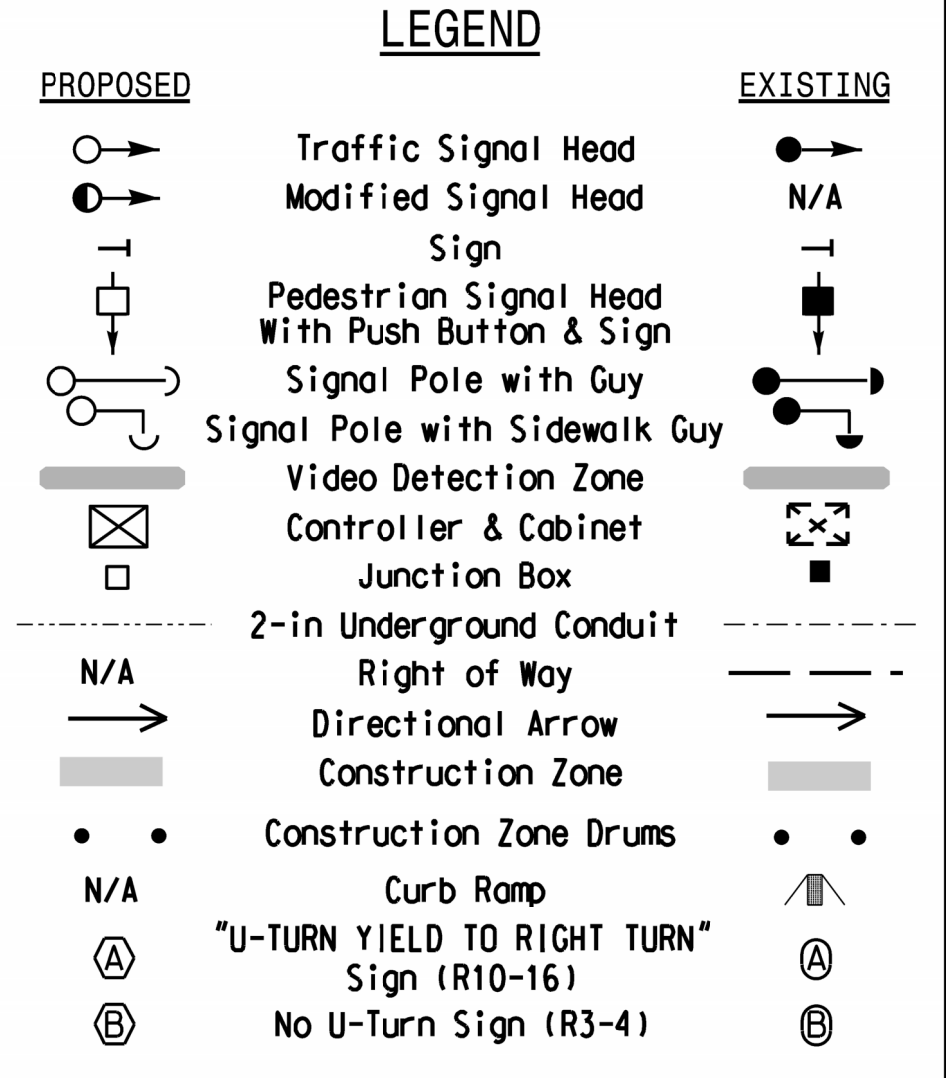 LEGEND
PROPOSED EXISTING
Traffic Signal Head
Modified Signal Head N/A
Sign
Pedestrian Signal Head
With Push Button & Sign
Signal Pole with Guy
Signal Pole with Sidewalk Guy
Video Detection Zone
Controller & Cabinet
Junction Box
2-in Underground Conduit
N/A Right of Way
Directional Arrow
Construction Zone
Construction Zone Drums
N/A Curb Ramp
"U-TURN YIELD TO RIGHT TURN"
A Sign (R10-16) A
B No U-Turn Sign (R3-4) B